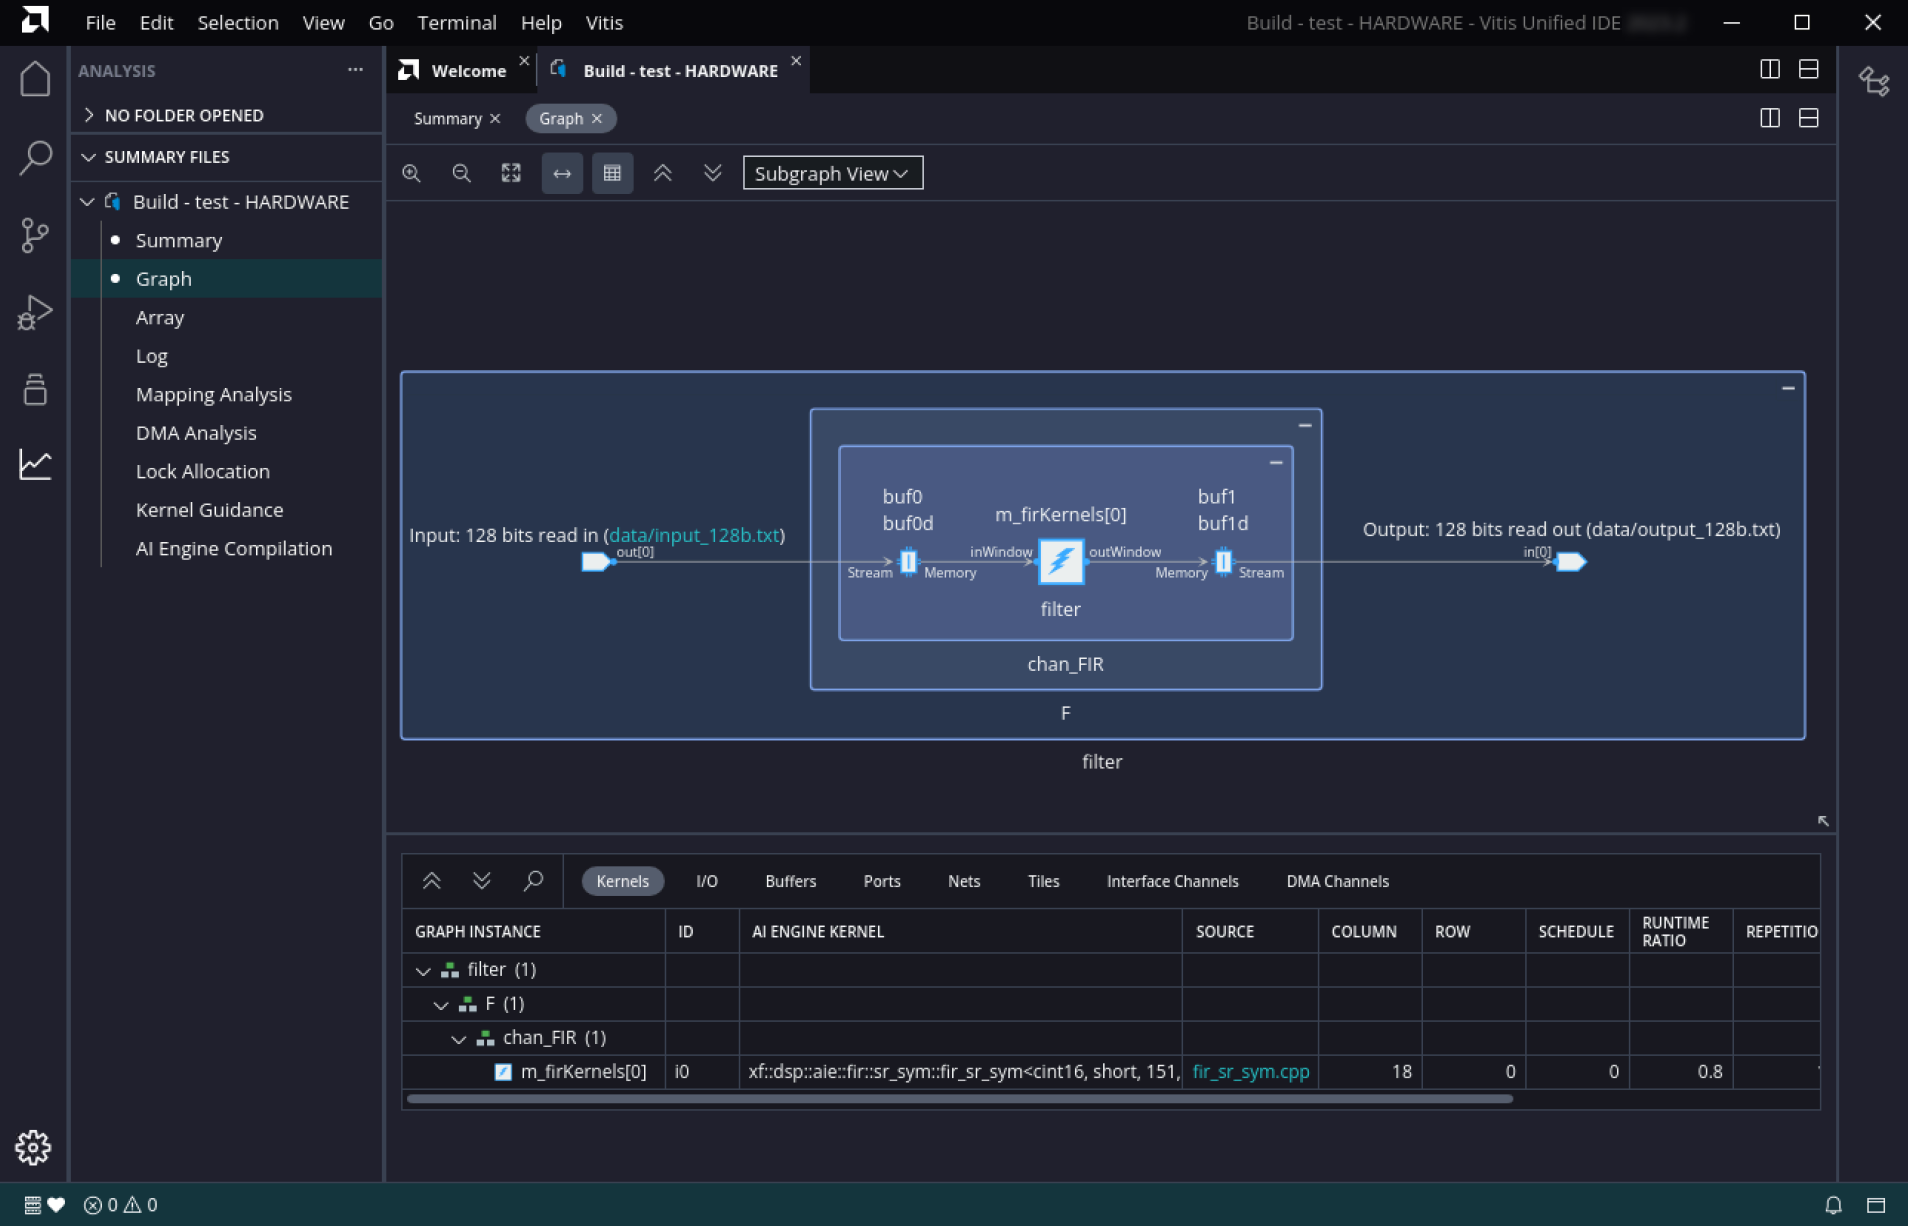 File Edit Selection View Go Terminal Help Vitis
Build - test - HARDWARE - Vitis Unified IDE
ANALYSIS
NO FOLDER OPENED
SUMMARY FILES
Build - test - HARDWARE
Summary
Graph
Array
Log
Mapping Analysis
DMA Analysis
Lock Allocation
Kernel Guidance
AI Engine Compilation
Welcome
Build - test - HARDWARE
Summary
Graph
Subgraph View
Input: 128 bits read in (data/input_128b.txt)
out[0]
buf0
buf0d
Stream
Memory
m_firKernels[0]
inWindow
outWindow
filter
buf1
buf1d
Memory
Stream
Output: 128 bits read out (data/output_128b.txt)
in[0]
chan_FIR
F
filter
Kernels I/O Buffers Ports Nets Tiles Interface Channels DMA Channels
GRAPH INSTANCE ID AI ENGINE KERNEL SOURCE COLUMN ROW SCHEDULE RUNTIME RATIO REPETITIO
filter (1)
F (1)
chan_FIR (1)
m_firKernels[0] i0 xf::dsp::aie::fir::sr_sym::fir_sr_sym<cint16, short, 151, fir_sr_sym.cpp 18 0 0 0.8
0 0